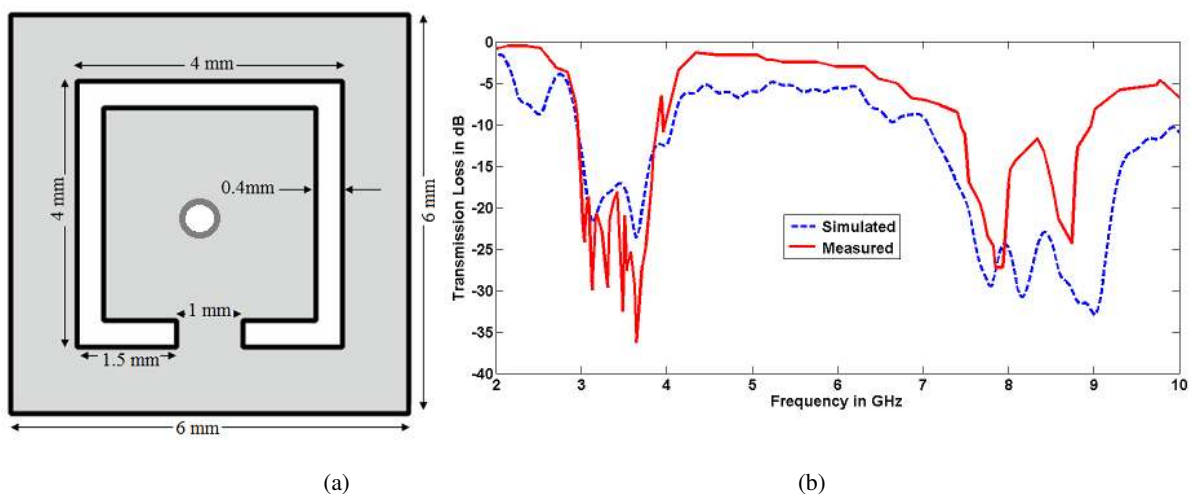 4 mm
4 mm
0.4mm
6 mm
1 mm
1.5 mm
6 mm
(a)
0
-5
-10
-15
-20
-25
-30
-35
-40
Transmission Loss in dB
Simulated
Measured
2 3 4 5 6 7 8 9 10
Frequency in GHz
(b)